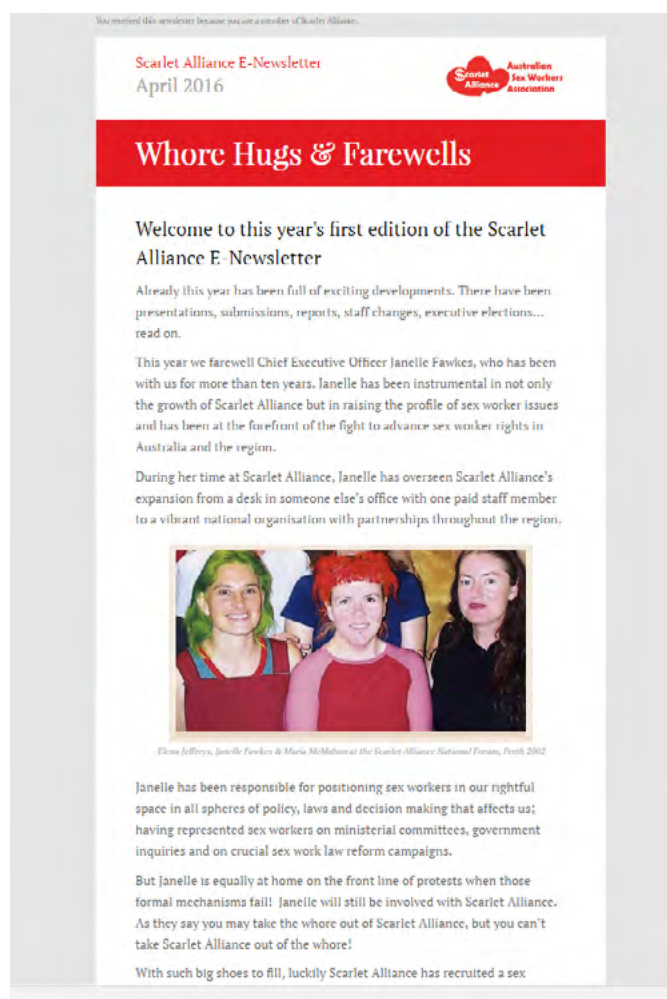 You received this newsletter because you are a member of Scarlet Alliance.
Scarlet Alliance E-Newsletter
April 2016
Scarlet
Alliance
Australian
Sex Workers
Association
Whore Hugs & Farewells
Welcome to this year's first edition of the Scarlet
Alliance E-Newsletter
Already this year has been full of exciting developments. There have been
presentations, submissions, reports, staff changes, executive elections...
read on.
This year we farewell Chief Executive Officer Janelle Fawkes, who has been
with us for more than ten years. Janelle has been instrumental in not only
the growth of Scarlet Alliance but in raising the profile of sex worker issues
and has been at the forefront of the fight to advance sex worker rights in
Australia and the region.
During her time at Scarlet Alliance, Janelle has overseen Scarlet Alliance's
expansion from a desk in someone else's office with one paid staff member
to a vibrant national organisation with partnerships throughout the region.
Elena Jeffreys, Janelle Fawkes & Maria McMahon at the Scarlet Alliance National Forum, Perth 2002
Janelle has been responsible for positioning sex workers in our rightful
space in all spheres of policy, laws and decision making that affects us;
having represented sex workers on ministerial committees, government
inquiries and on crucial sex work law reform campaigns.
But Janelle is equally at home on the front line of protests when those
formal mechanisms fail! Janelle will still be involved with Scarlet Alliance.
As they say you may take the whore out of Scarlet Alliance, but you can't
take Scarlet Alliance out of the whore!
With such big shoes to fill, luckily Scarlet Alliance has recruited a sex